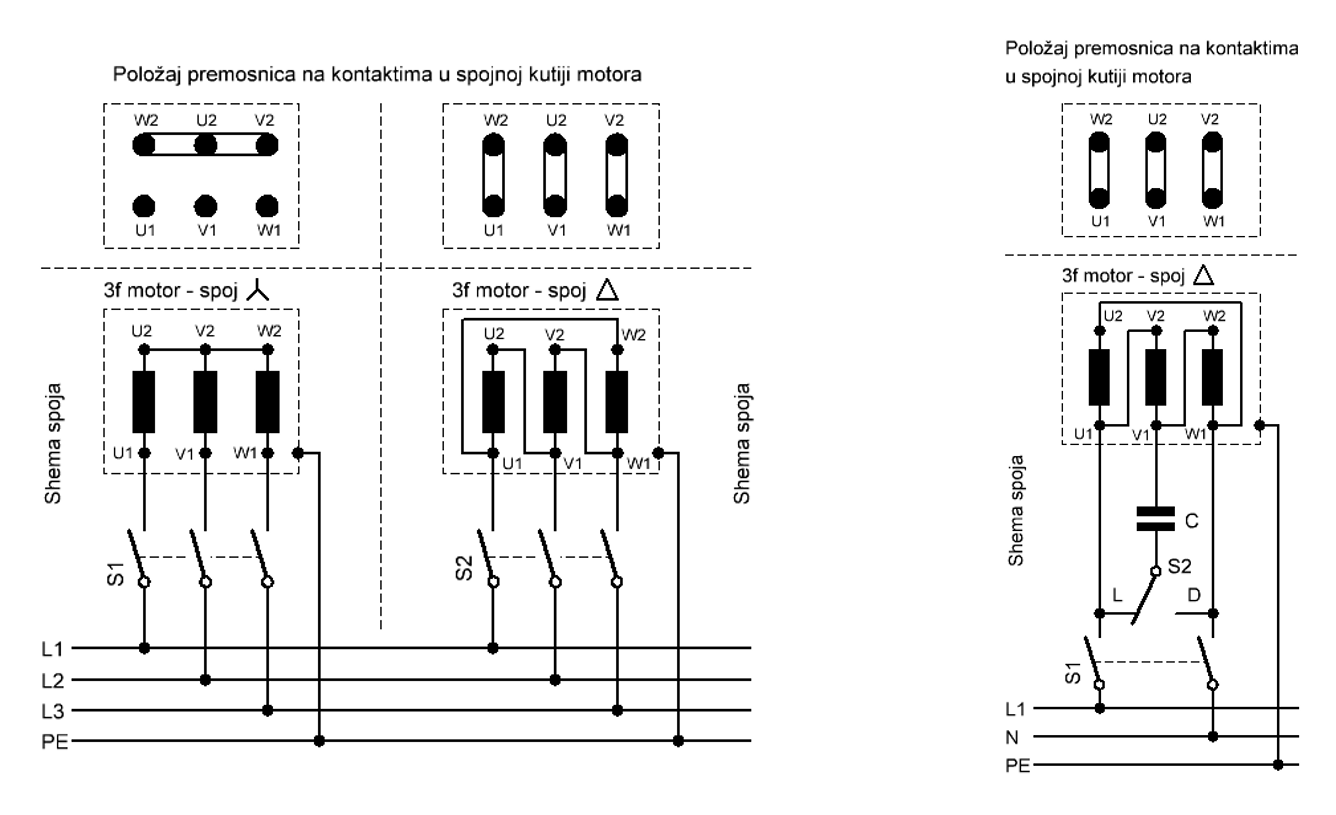 Položaj premosnica na kontaktima u spojnoj kutiji motora
W2 U2 V2
U1 V1 W1
W2 U2 V2
U1 V1 W1
3f motor - spoj
U2 V2 W2
U1 V1 W1
S1
3f motor - spoj
U2 V2 W2
U1 V1 W1
S2
Shema spoja
Shema spoja
L1
L2
L3
PE
Položaj premosnica na kontaktima
u spojnoj kutiji motora
W2 U2 V2
U1 V1 W1
3f motor - spoj
U2 V2 W2
U1 V1 W1
Shema spoja
C
S2
L D
S1
L1
N
PE